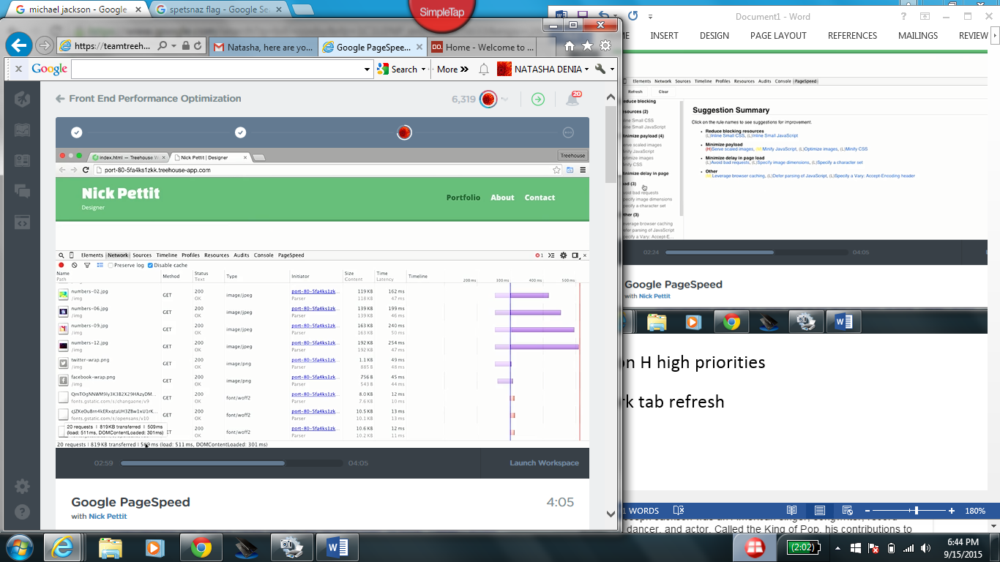 michael jackson - Google
spetsnaz flag - Google Se
SimpleTap
Document1 - Word
INSERT DESIGN PAGE LAYOUT REFERENCES MAILINGS REVIEW
https://teamtreeh...
Natasha, here are yo...
Google PageSpee...
Home - Welcome to ...
Google
Search
More »
NATASHA DENIA
Front End Performance Optimization
6,319
20
index.html — Treehouse W
Nick Pettit | Designer
Treehouse
port-80-5fa4ks1zkk.treehouse-app.com
Nick Pettit
Designer
Portfolio About Contact
Elements Network Sources Timeline Profiles Resources Audits Console PageSpeed
1
Preserve log Disable cache
Name Path Method Status Text Type Initiator Size Content Time Latency Timeline
200 ms 300 ms 400 ms 500 ms
numbers-02.jpg /img GET 200 OK image/jpeg port-80-5fa4ks1zk... Parser 119 KB 118 KB 162 ms 47 ms
numbers-06.jpg /img GET 200 OK image/jpeg port-80-5fa4ks1zk... Parser 139 KB 139 KB 199 ms 46 ms
numbers-09.jpg /img GET 200 OK image/jpeg port-80-5fa4ks1zk... Parser 163 KB 163 KB 240 ms 50 ms
numbers-12.jpg /img GET 200 OK image/jpeg port-80-5fa4ks1zk... Parser 192 KB 192 KB 254 ms 47 ms
twitter-wrap.png /img GET 200 OK image/png port-80-5fa4ks1zk... Parser 1.1 KB 885 B 49 ms 48 ms
facebook-wrap.png /img GET 200 OK image/png port-80-5fa4ks1zk... Parser 756 B 543 B 45 ms 44 ms
fonts.gstatic.com/s/changaone/v9 GET 200 OK font/woff2 port-80-5fa4ks1zk... Parser 8.0 KB 7.6 KB 12 ms 10 ms
fonts.gstatic.com/s/opensans/v10 GET 200 OK font/woff2 port-80-5fa4ks1zk... Parser 10.5 KB 10.1 KB 13 ms 10 ms
200 OK font/woff2 port-80-5fa4ks1zk... Parser 10.6 KB 10.2 KB 12 ms 11 ms
20 requests | 819 KB transferred | 509 ms
(load: 511 ms, DOMContentLoaded: 301 ms)
20 requests | 819 KB transferred | 509 ms (load: 511 ms, DOMContentLoaded: 301 ms)
02:59
04:05
Launch Workspace
Google PageSpeed
4:05
with Nick Pettit
Elements Network Sources Timeline Profiles Resources Audits Console PageSpeed
Refresh Clear
Suggestion Summary
Click on the rule names to see suggestions for improvement.
Reduce blocking resources
(L)Inline Small CSS, (L)Inline Small JavaScript
Minimize payload
(H)Serve scaled images, Minify JavaScript, (L)Optimize images, (L)Minify CSS
Minimize delay in page load
(L)Avoid bad requests, (L)Specify image dimensions, (L)Specify a character set
Other
Leverage browser caching, (L)Defer parsing of JavaScript, (L)Specify a Vary: Accept-Encoding header
educe blocking
esources (2)
nline Small CSS
nline Small JavaScript
inimize payload (4)
erve scaled images
inify JavaScript
ptimize images
inify CSS
inimize delay in page
oad (3)
void bad requests
pecify image dimensions
pecify a character set
ther (3)
everage browser caching
efer parsing of JavaScript
pecify a Vary: Accept-E...
02:24
04:05
Google PageSpeed
with Nick Pettit
on H high priorities
rk tab refresh
1 WORDS
180%
dancer, and actor. Called the King of Pop, his contributions to
(2:02)
6:44 PM
9/15/2015